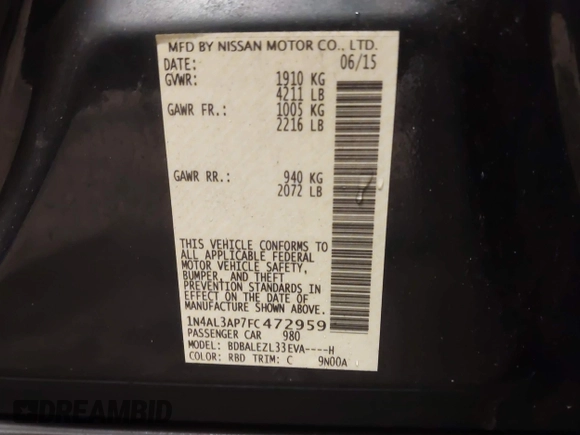 MFD BY NISSAN MOTOR CO., LTD.
DATE: 06/15
GVWR: 1910 KG
4211 LB
GAWR FR.: 1005 KG
2216 LB
GAWR RR.: 940 KG
2072 LB
THIS VEHICLE CONFORMS TO
ALL APPLICABLE FEDERAL
MOTOR VEHICLE SAFETY,
BUMPER, AND THEFT
PREVENTION STANDARDS IN
EFFECT ON THE DATE OF
MANUFACTURE SHOWN ABOVE.
1N4AL3AP7FC472959
PASSENGER CAR 980
MODEL: BDBALEZL33EVA----H
COLOR: RBD TRIM: C 9N00A
DREAMBID